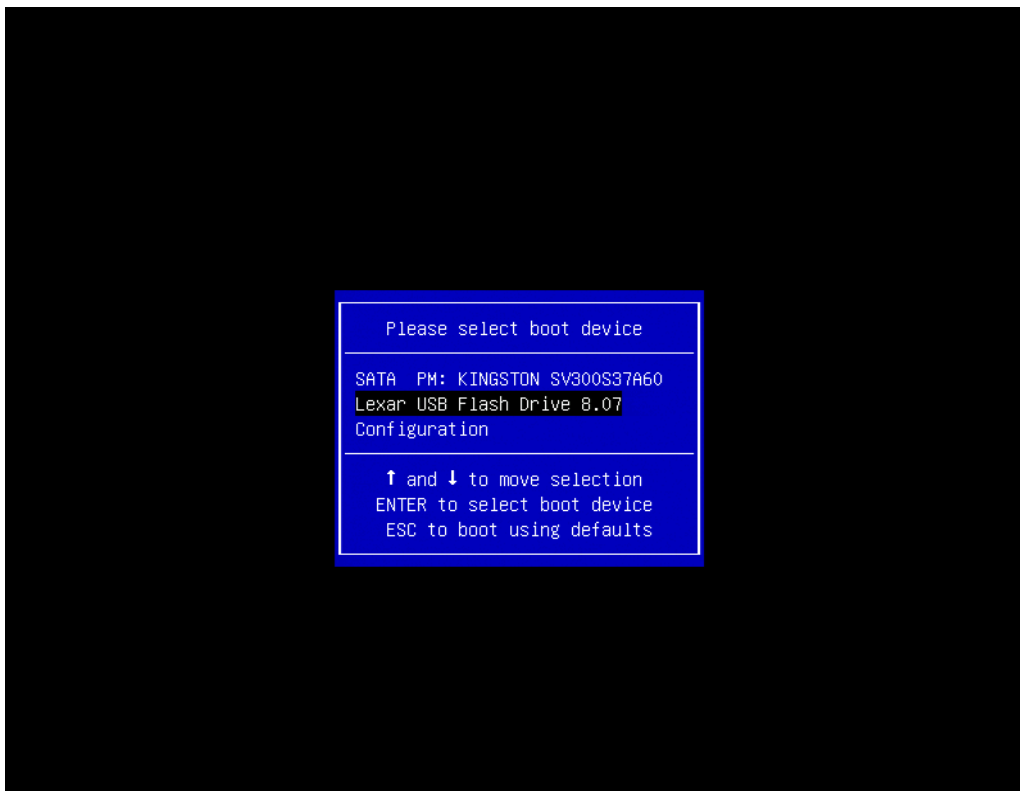 Please select boot device
SATA  PM: KINGSTON SV300S37A60
Lexar USB Flash Drive 8.07
Configuration
↑ and ↓ to move selection
ENTER to select boot device
ESC to boot using defaults